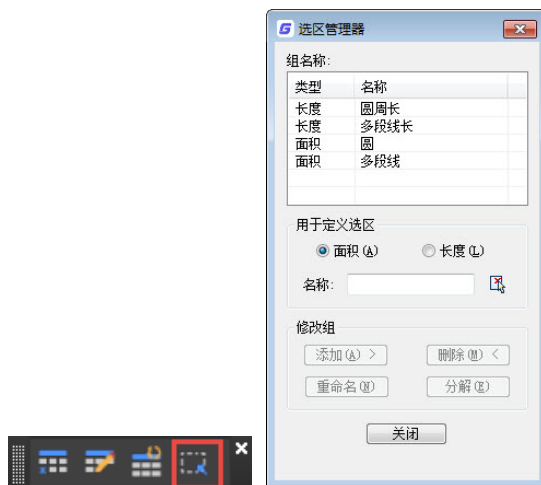 选区管理器
组名称:
类型 名称
长度 圆周长
长度 多段线长
面积 圆
面积 多段线
用于定义选区
面积(A) 长度(L)
名称:
修改组
添加(A) > 删除(M) <
重命名(N) 分解(E)
关闭